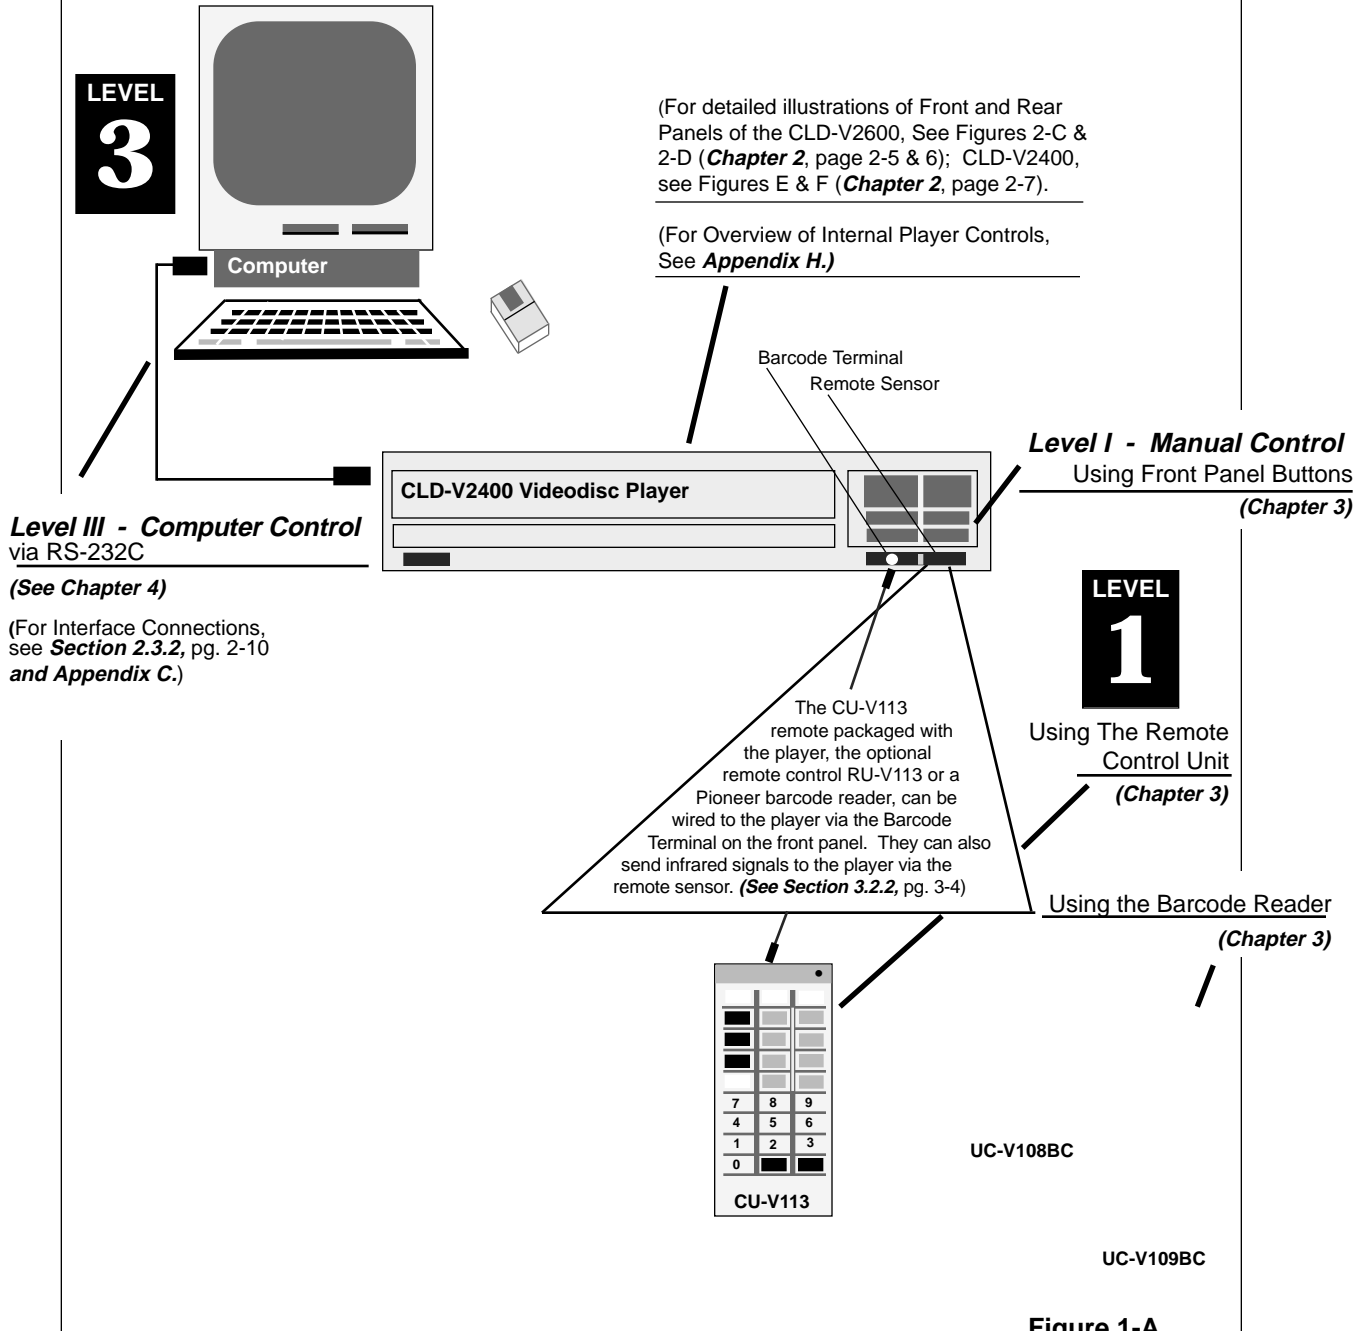 LEVEL
3
(For detailed illustrations of Front and Rear
Panels of the CLD-V2600, See Figures 2-C &
2-D (Chapter 2, page 2-5 & 6); CLD-V2400,
see Figures E & F (Chapter 2, page 2-7).
(For Overview of Internal Player Controls,
See Appendix H.)
Computer
Barcode Terminal
Remote Sensor
Level I - Manual Control
Using Front Panel Buttons
(Chapter 3)
CLD-V2400 Videodisc Player
Level III - Computer Control
via RS-232C
(See Chapter 4)
(For Interface Connections,
see Section 2.3.2, pg. 2-10
and Appendix C.)
LEVEL
1
The CU-V113
remote packaged with
the player, the optional
remote control RU-V113 or a
Pioneer barcode reader, can be
wired to the player via the Barcode
Terminal on the front panel. They can also
send infrared signals to the player via the
remote sensor. (See Section 3.2.2, pg. 3-4)
Using The Remote
Control Unit
(Chapter 3)
Using the Barcode Reader
(Chapter 3)
7 8 9
4 5 6
1 2 3
0
CU-V113
UC-V108BC
UC-V109BC
Figure 1-A